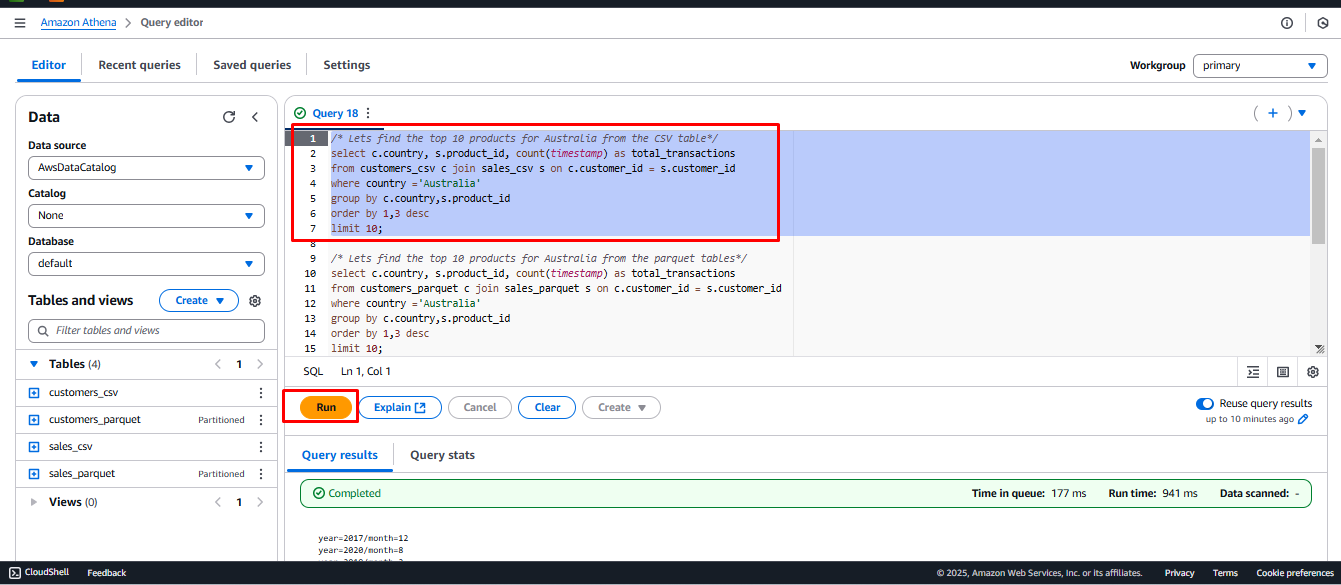 Amazon Athena > Query editor
Editor
Recent queries
Saved queries
Settings
Workgroup
primary
Data
Data source
AwsDataCatalog
Catalog
None
Database
default
Tables and views
Create
Filter tables and views
Tables (4)
1
customers_csv
customers_parquet
Partitioned
sales_csv
sales_parquet
Partitioned
Views (0)
1
Query 18
1 /* Lets find the top 10 products for Australia from the CSV table*/
2 select c.country, s.product_id, count(timestamp) as total_transactions
3 from customers_csv c join sales_csv s on c.customer_id = s.customer_id
4 where country ='Australia'
5 group by c.country,s.product_id
6 order by 1,3 desc
7 limit 10;
8
9 /* Lets find the top 10 products for Australia from the parquet tables*/
10 select c.country, s.product_id, count(timestamp) as total_transactions
11 from customers_parquet c join sales_parquet s on c.customer_id = s.customer_id
12 where country ='Australia'
13 group by c.country,s.product_id
14 order by 1,3 desc
15 limit 10;
SQL
Ln 1, Col 1
Run
Explain
Cancel
Clear
Create
Reuse query results
up to 10 minutes ago
Query results
Query stats
Completed
Time in queue: 177 ms
Run time: 941 ms
Data scanned: -
year=2017/month=12
year=2020/month=8
CloudShell
Feedback
© 2025, Amazon Web Services, Inc. or its affiliates.
Privacy
Terms
Cookie preferences